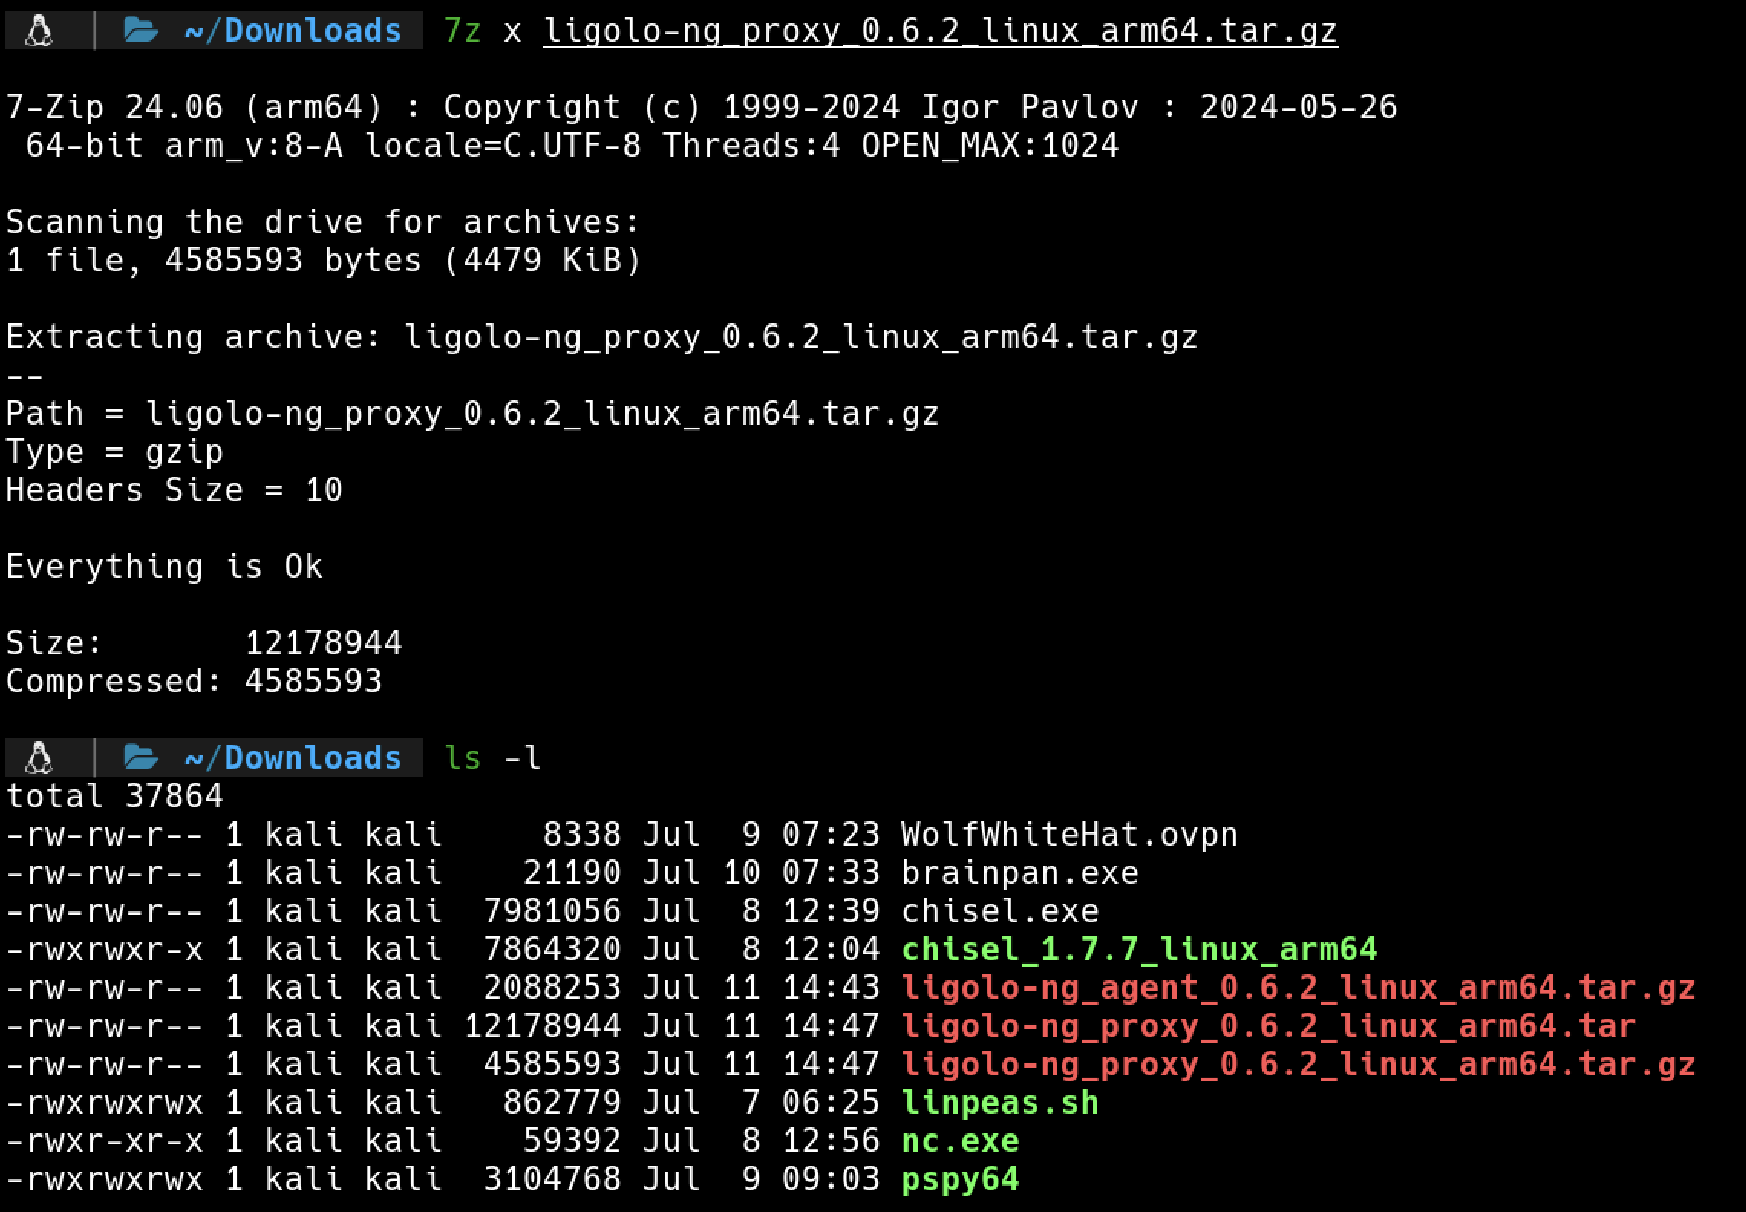 ~/Downloads 7z x ligolo-ng_proxy_0.6.2_linux_arm64.tar.gz
7-Zip 24.06 (arm64) : Copyright (c) 1999-2024 Igor Pavlov : 2024-05-26
 64-bit arm_v:8-A locale=C.UTF-8 Threads:4 OPEN_MAX:1024
Scanning the drive for archives:
1 file, 4585593 bytes (4479 KiB)
Extracting archive: ligolo-ng_proxy_0.6.2_linux_arm64.tar.gz
--
Path = ligolo-ng_proxy_0.6.2_linux_arm64.tar.gz
Type = gzip
Headers Size = 10
Everything is Ok
Size:       12178944
Compressed: 4585593
~/Downloads ls -l
total 37864
-rw-rw-r-- 1 kali kali     8338 Jul  9 07:23 WolfWhiteHat.ovpn
-rw-rw-r-- 1 kali kali    21190 Jul 10 07:33 brainpan.exe
-rw-rw-r-- 1 kali kali  7981056 Jul  8 12:39 chisel.exe
-rwxrwxr-x 1 kali kali  7864320 Jul  8 12:04 chisel_1.7.7_linux_arm64
-rw-rw-r-- 1 kali kali  2088253 Jul 11 14:43 ligolo-ng_agent_0.6.2_linux_arm64.tar.gz
-rw-rw-r-- 1 kali kali 12178944 Jul 11 14:47 ligolo-ng_proxy_0.6.2_linux_arm64.tar
-rw-rw-r-- 1 kali kali  4585593 Jul 11 14:47 ligolo-ng_proxy_0.6.2_linux_arm64.tar.gz
-rwxrwxrwx 1 kali kali   862779 Jul  7 06:25 linpeas.sh
-rwxr-xr-x 1 kali kali    59392 Jul  8 12:56 nc.exe
-rwxrwxrwx 1 kali kali  3104768 Jul  9 09:03 pspy64